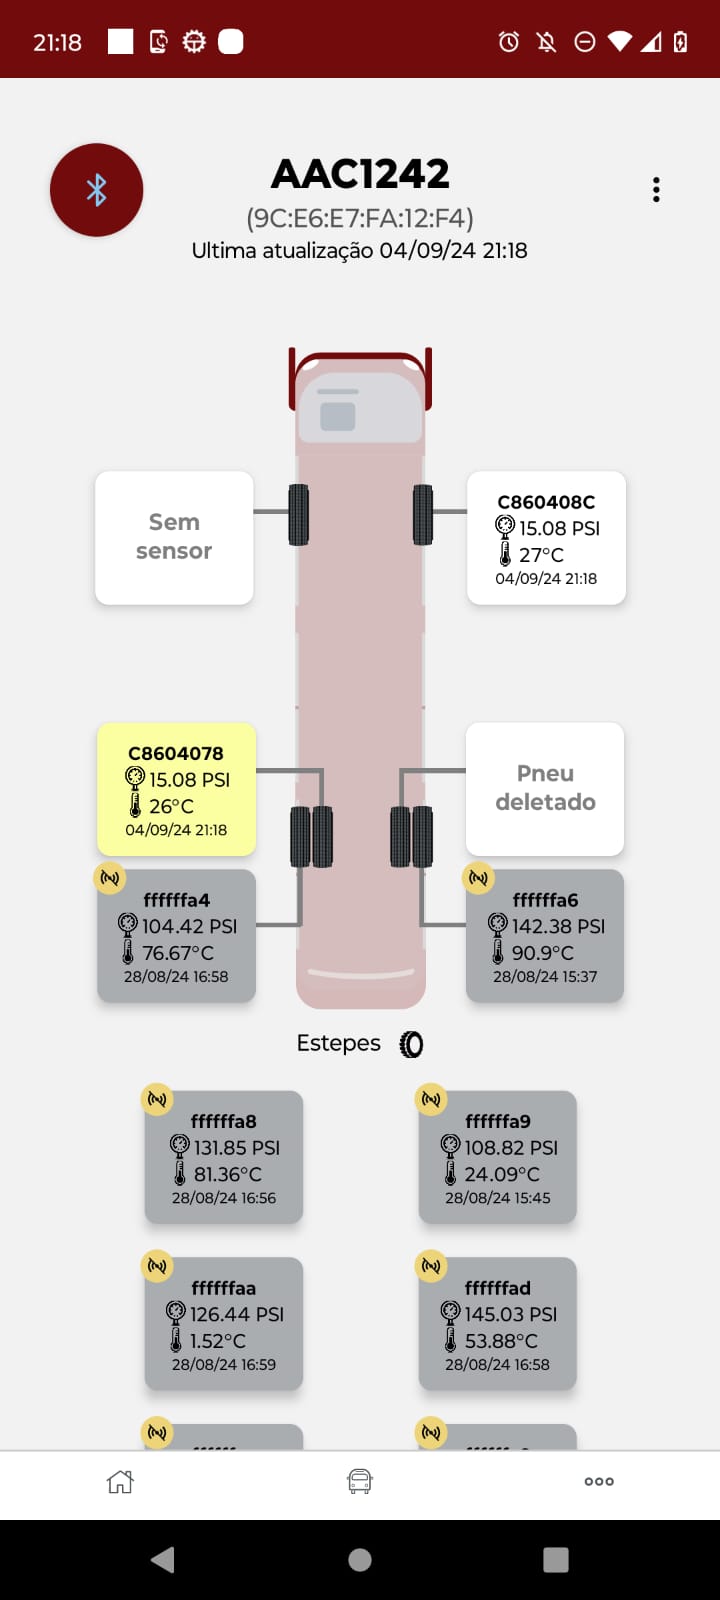 21:18
AAC1242
(9C:E6:E7:FA:12:F4)
Ultima atualização 04/09/24 21:18
Sem
sensor
C860408C
15.08 PSI
27°C
04/09/24 21:18
C8604078
15.08 PSI
26°C
04/09/24 21:18
Pneu
deletado
ffffffa4
104.42 PSI
76.67°C
28/08/24 16:58
ffffffa6
142.38 PSI
90.9°C
28/08/24 15:37
Estepes
ffffffa8
131.85 PSI
81.36°C
28/08/24 16:56
ffffffa9
108.82 PSI
24.09°C
28/08/24 15:45
ffffffaa
126.44 PSI
1.52°C
28/08/24 16:59
ffffffad
145.03 PSI
53.88°C
28/08/24 16:58